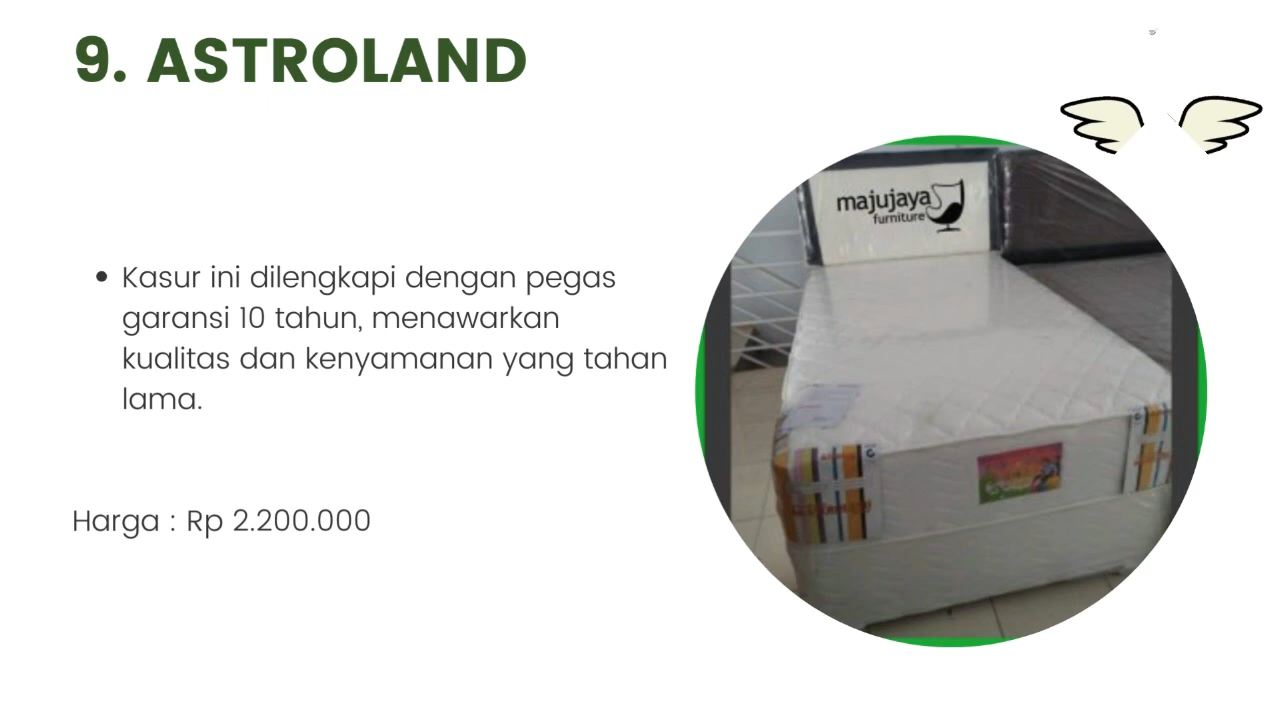 9. ASTROLAND
Kasur ini dilengkapi dengan pegas
garansi 10 tahun, menawarkan
kualitas dan kenyamanan yang tahan
lama.
Harga : Rp 2.200.000
majujaya
furniture